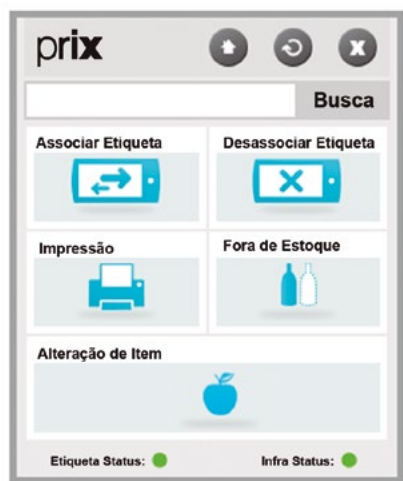 prix
Busca
Associar Etiqueta Desassociar Etiqueta
Impressão Fora de Estoque
Alteração de Item
Etiqueta Status: Infra Status: